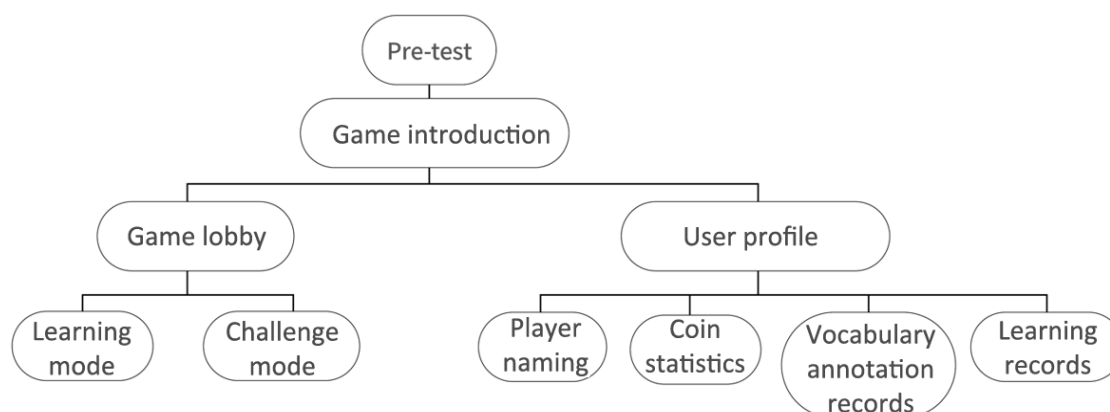 Pre-test
Game introduction
Game lobby
User profile
Learning
mode
Challenge
mode
Player
naming
Coin
statistics
Vocabulary
annotation
records
Learning
records